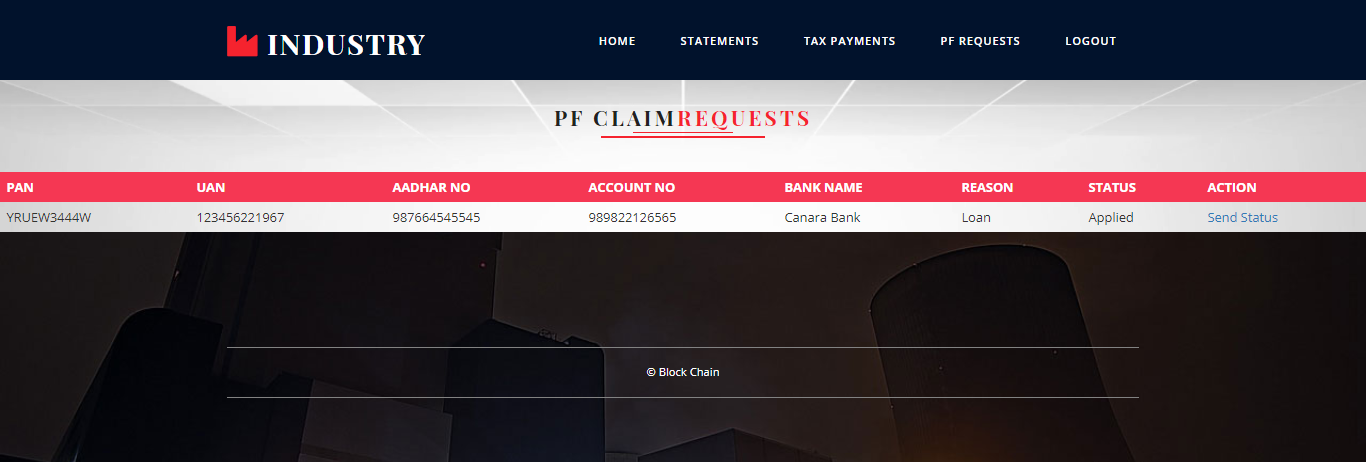 INDUSTRY
HOME STATEMENTS TAX PAYMENTS PF REQUESTS LOGOUT
PF CLAIMREQUESTS
PAN UAN AADHAR NO ACCOUNT NO BANK NAME REASON STATUS ACTION
YRUEW3444W 123456221967 987664545545 989822126565 Canara Bank Loan Applied Send Status
© Block Chain